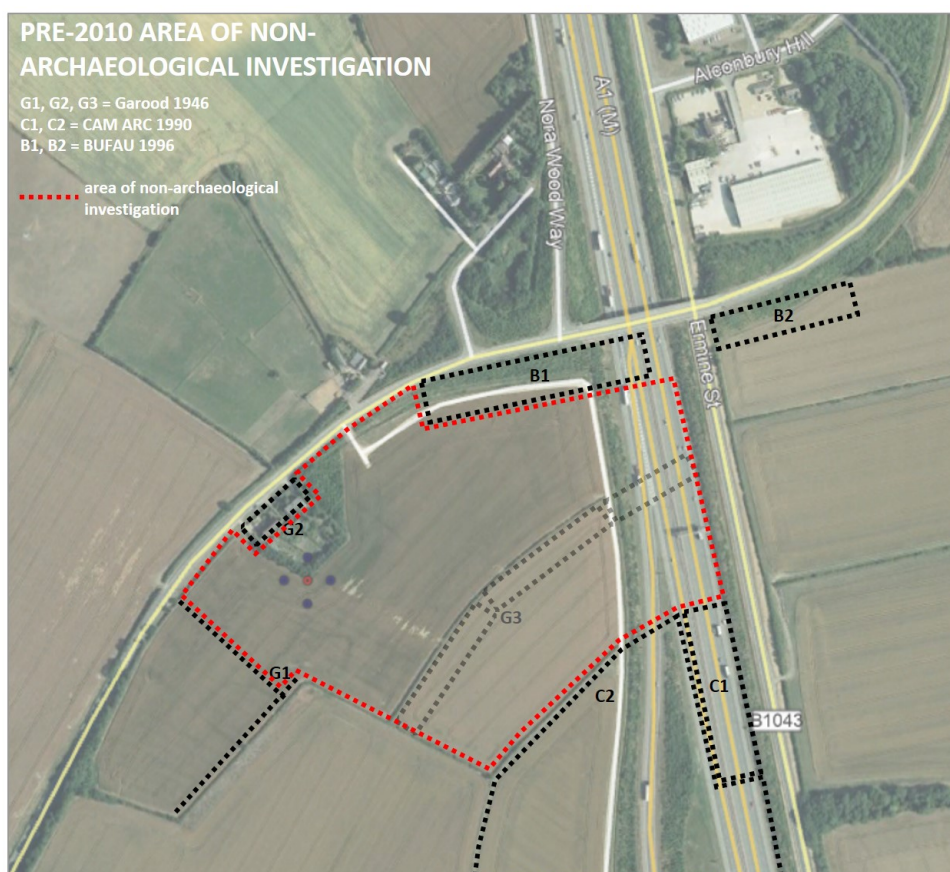 PRE-2010 AREA OF NON-
ARCHAEOLOGICAL INVESTIGATION
G1, G2, G3 = Garood 1946
C1, C2 = CAM ARC 1990
B1, B2 = BUFAU 1996
area of non-archaeological
investigation
Alconbury Hill
A1 (M)
Nora Wood Way
B2
Ermine St
B1
G2
G3
G1
C2
C1
B1043